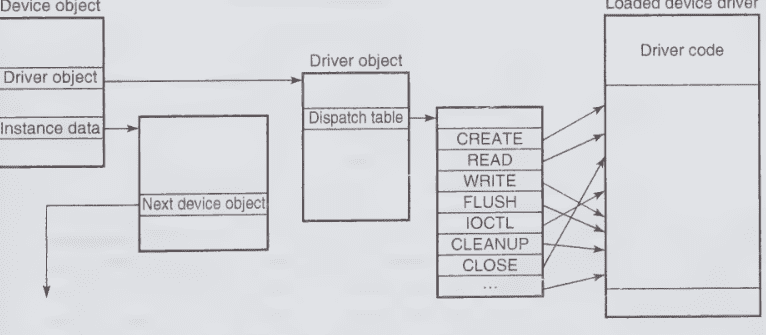 Device object
Loaded device driver
Driver code
Driver object
Driver object
Dispatch table
Instance data
CREATE
READ
WRITE
Next device object
FLUSH
IOCTL
CLEANUP
CLOSE
...